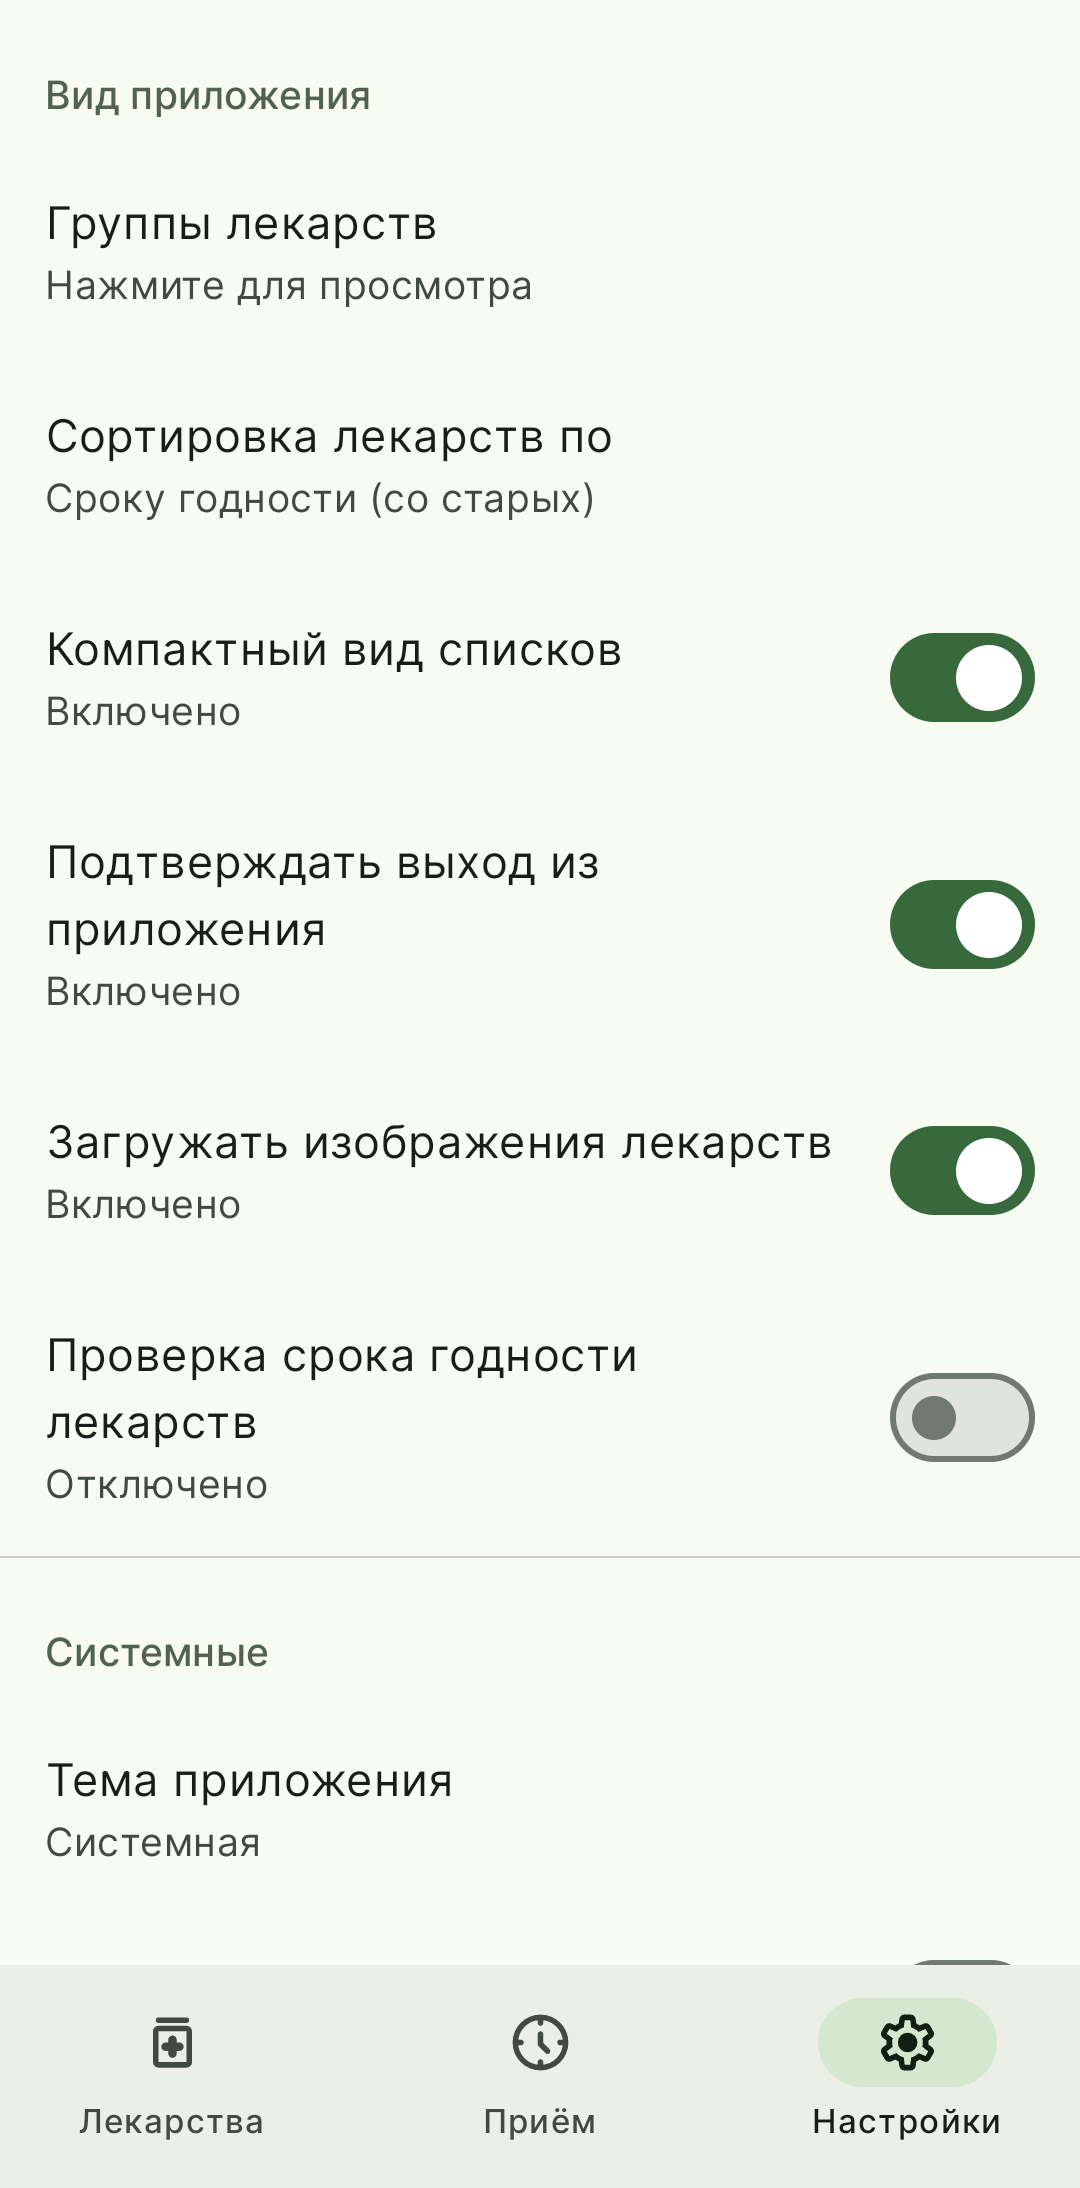 Вид приложения
Группы лекарств
Нажмите для просмотра
Сортировка лекарств по
Сроку годности (со старых)
Компактный вид списков
Включено
Подтверждать выход из
приложения
Включено
Загружать изображения лекарств
Включено
Проверка срока годности
лекарств
Отключено
Системные
Тема приложения
Системная
Лекарства
Приём
Настройки